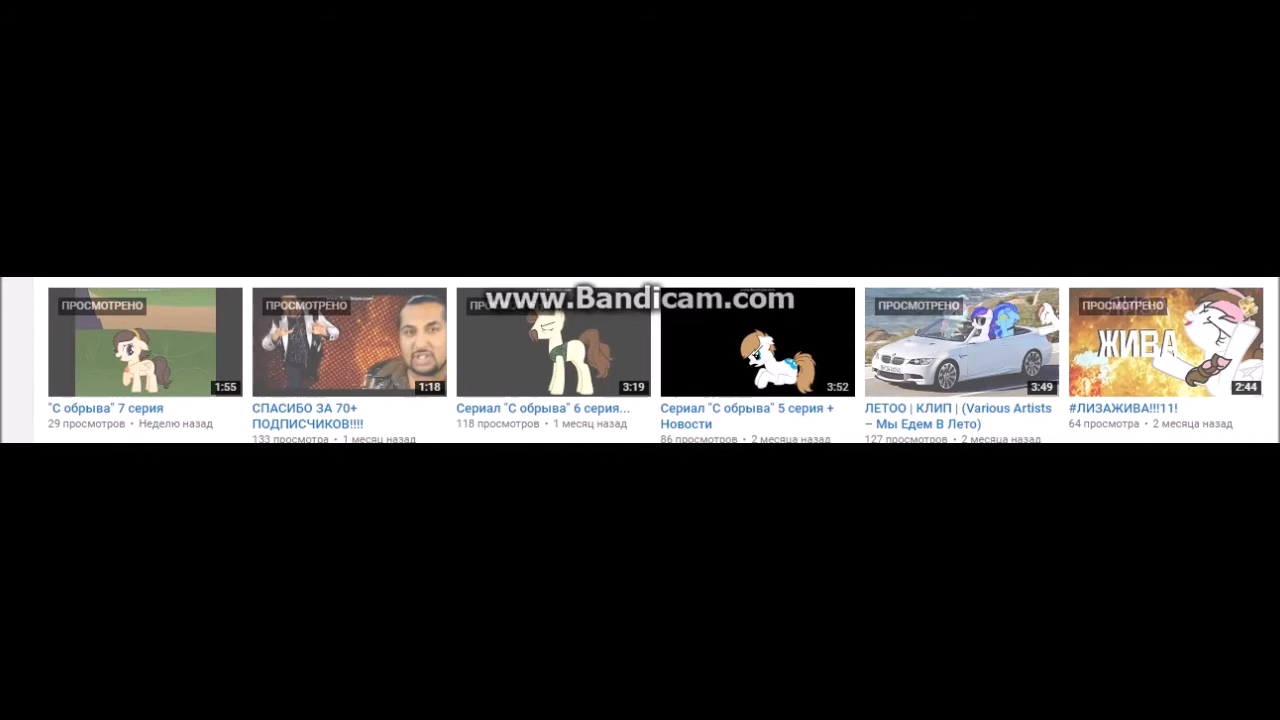 www.Bandicam.com
ПРОСМОТРЕНО
1:55
"С обрыва" 7 серия
29 просмотров • Неделю назад
ПРОСМОТРЕНО
1:18
СПАСИБО ЗА 70+
ПОДПИСЧИКОВ!!!!
133 просмотра • 1 месяц назад
3:19
Сериал "С обрыва" 6 серия...
118 просмотров • 1 месяц назад
3:52
Сериал "С обрыва" 5 серия +
Новости
86 просмотров • 2 месяца назад
ПРОСМОТРЕНО
3:49
ЛЕТОО | КЛИП | (Various Artists
– Мы Едем В Лето)
127 просмотров • 2 месяца назад
ПРОСМОТРЕНО
ЖИВА
2:44
#ЛИЗАЖИВА!!!11!
64 просмотра • 2 месяца назад